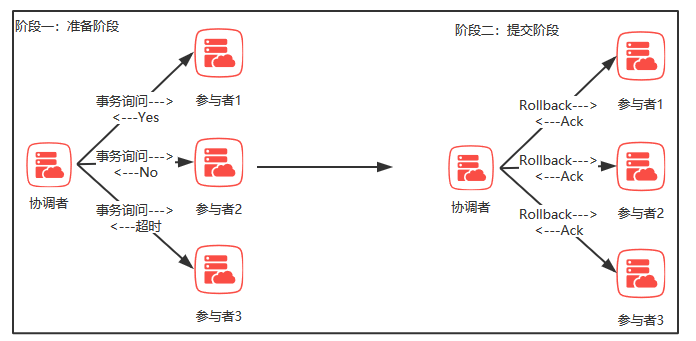 阶段一：准备阶段
事务询问--->
<---Yes
参与者1
协调者
事务询问--->
<---No
参与者2
事务询问--->
<---超时
参与者3
阶段二：提交阶段
Rollback--->
<---Ack
参与者1
协调者
Rollback--->
<---Ack
参与者2
Rollback--->
<---Ack
参与者3